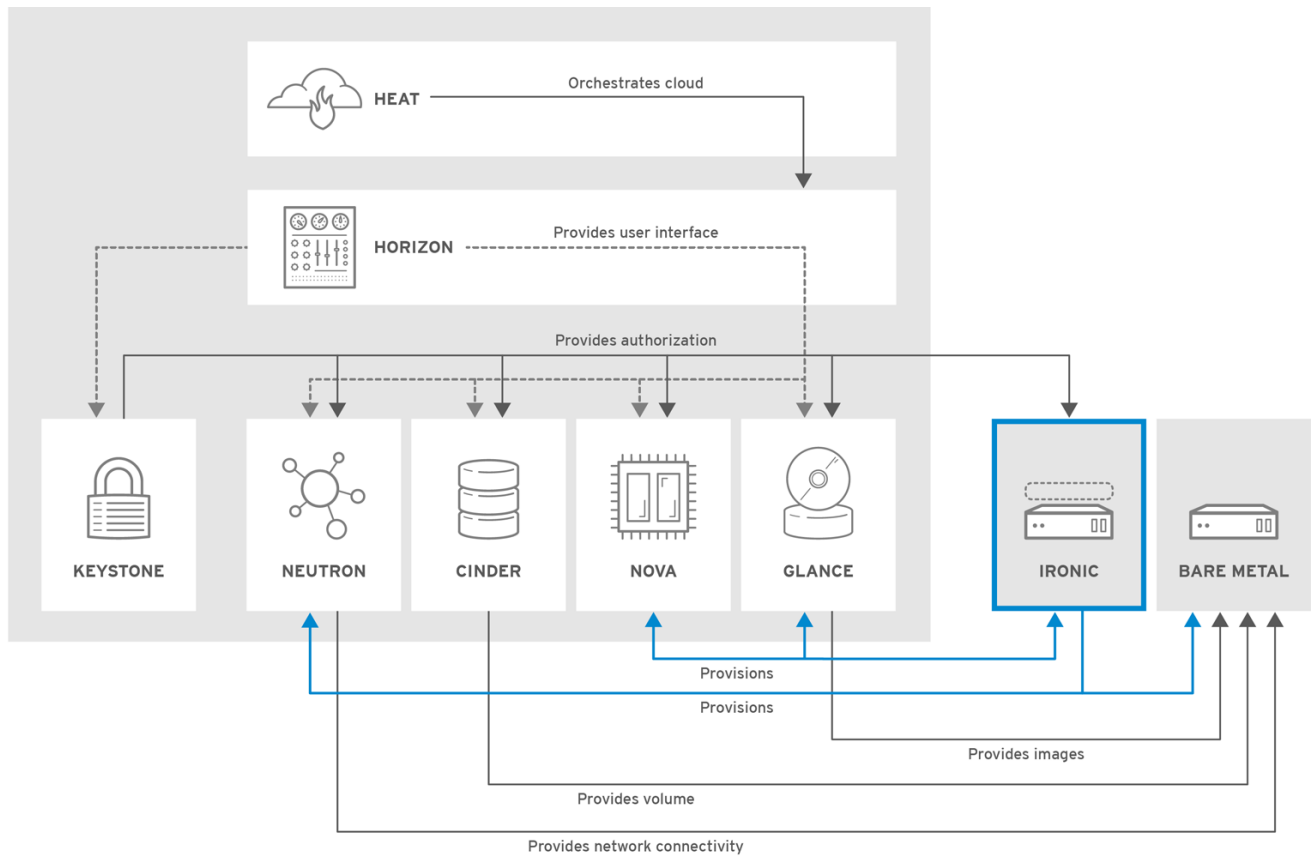 Orchestrates cloud
HEAT
Provides user interface
HORIZON
Provides authorization
KEYSTONE
NEUTRON
CINDER
NOVA
GLANCE
IRONIC
BARE METAL
Provisions
Provisions
Provides images
Provides volume
Provides network connectivity